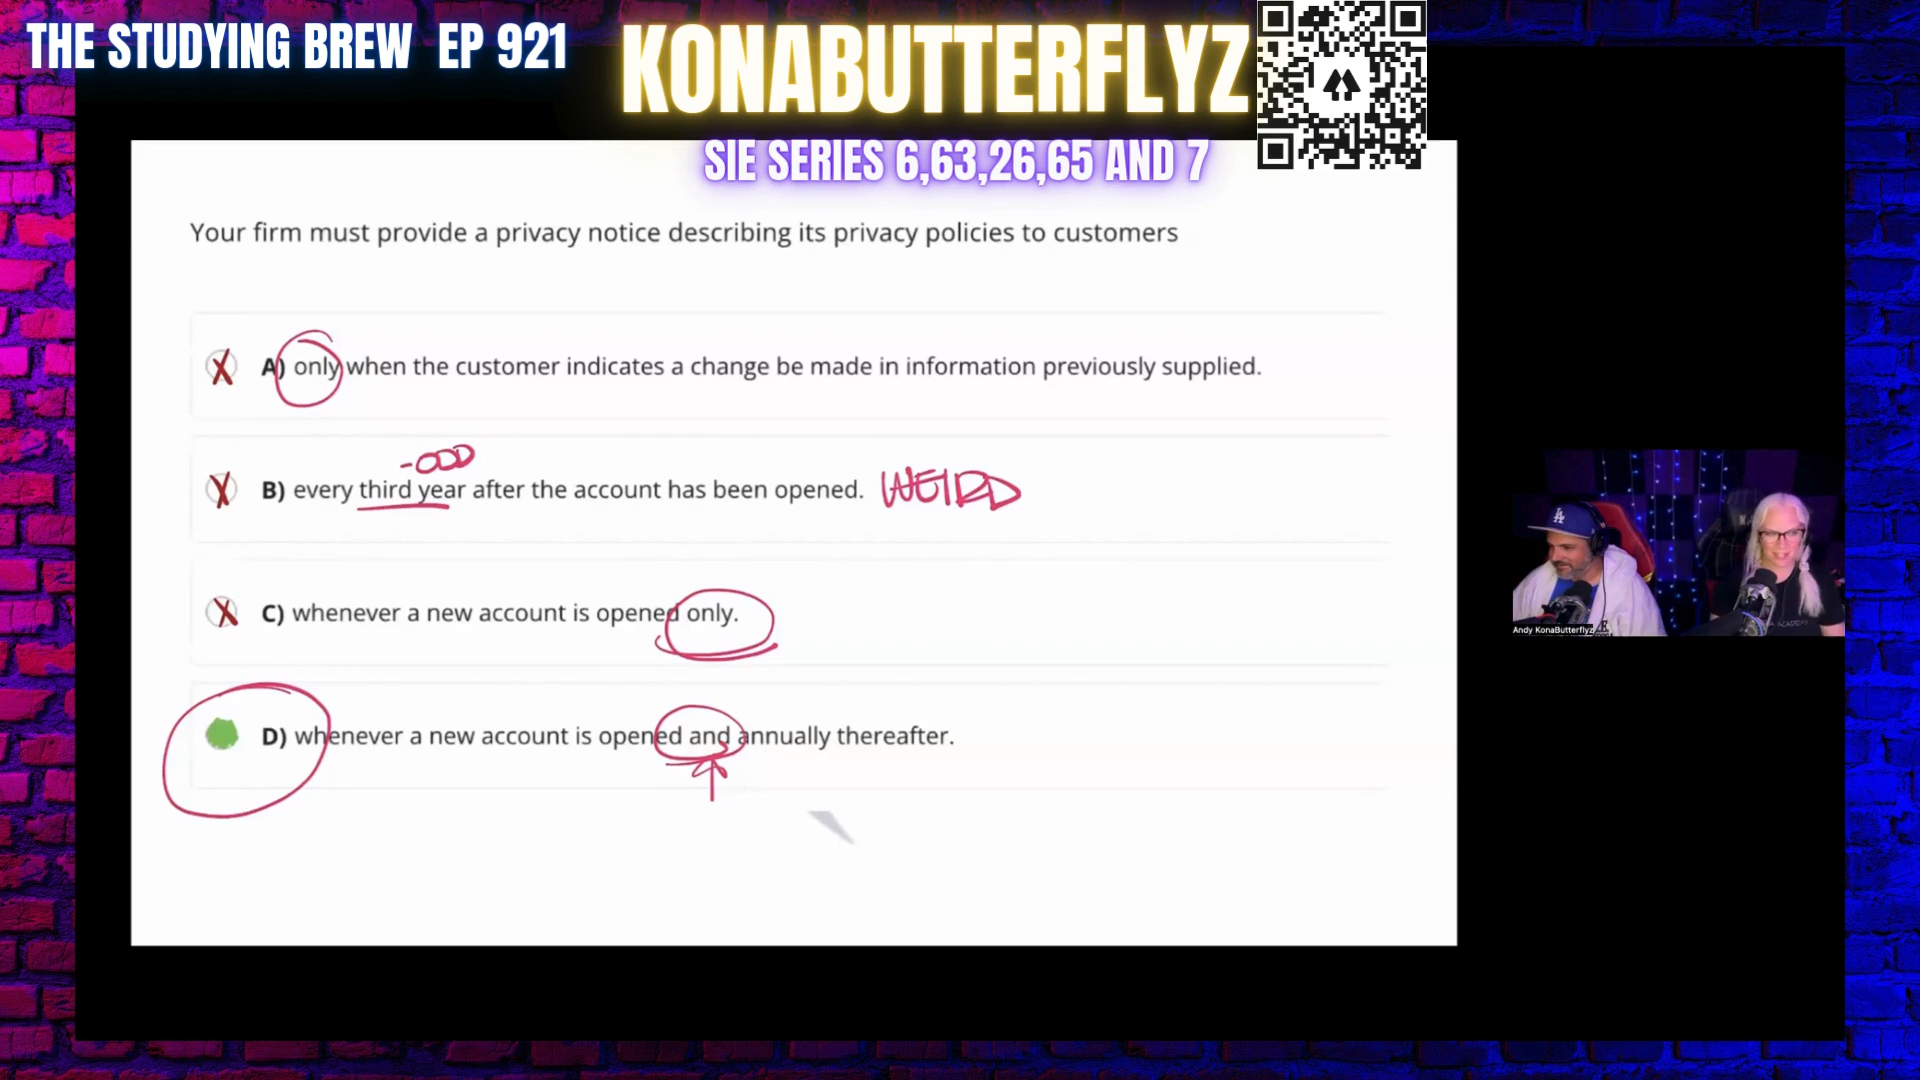 THE STUDYING BREW EP 921
KONABUTTERFLYZ
SIE SERIES 6,63,26,65 AND 7
Your firm must provide a privacy notice describing its privacy policies to customers
A) only when the customer indicates a change be made in information previously supplied.
-ODD
B) every third year after the account has been opened. WEIRD
C) whenever a new account is opened only.
D) whenever a new account is opened and annually thereafter.
LA
Andy KonaButterflyz
ACADEMY